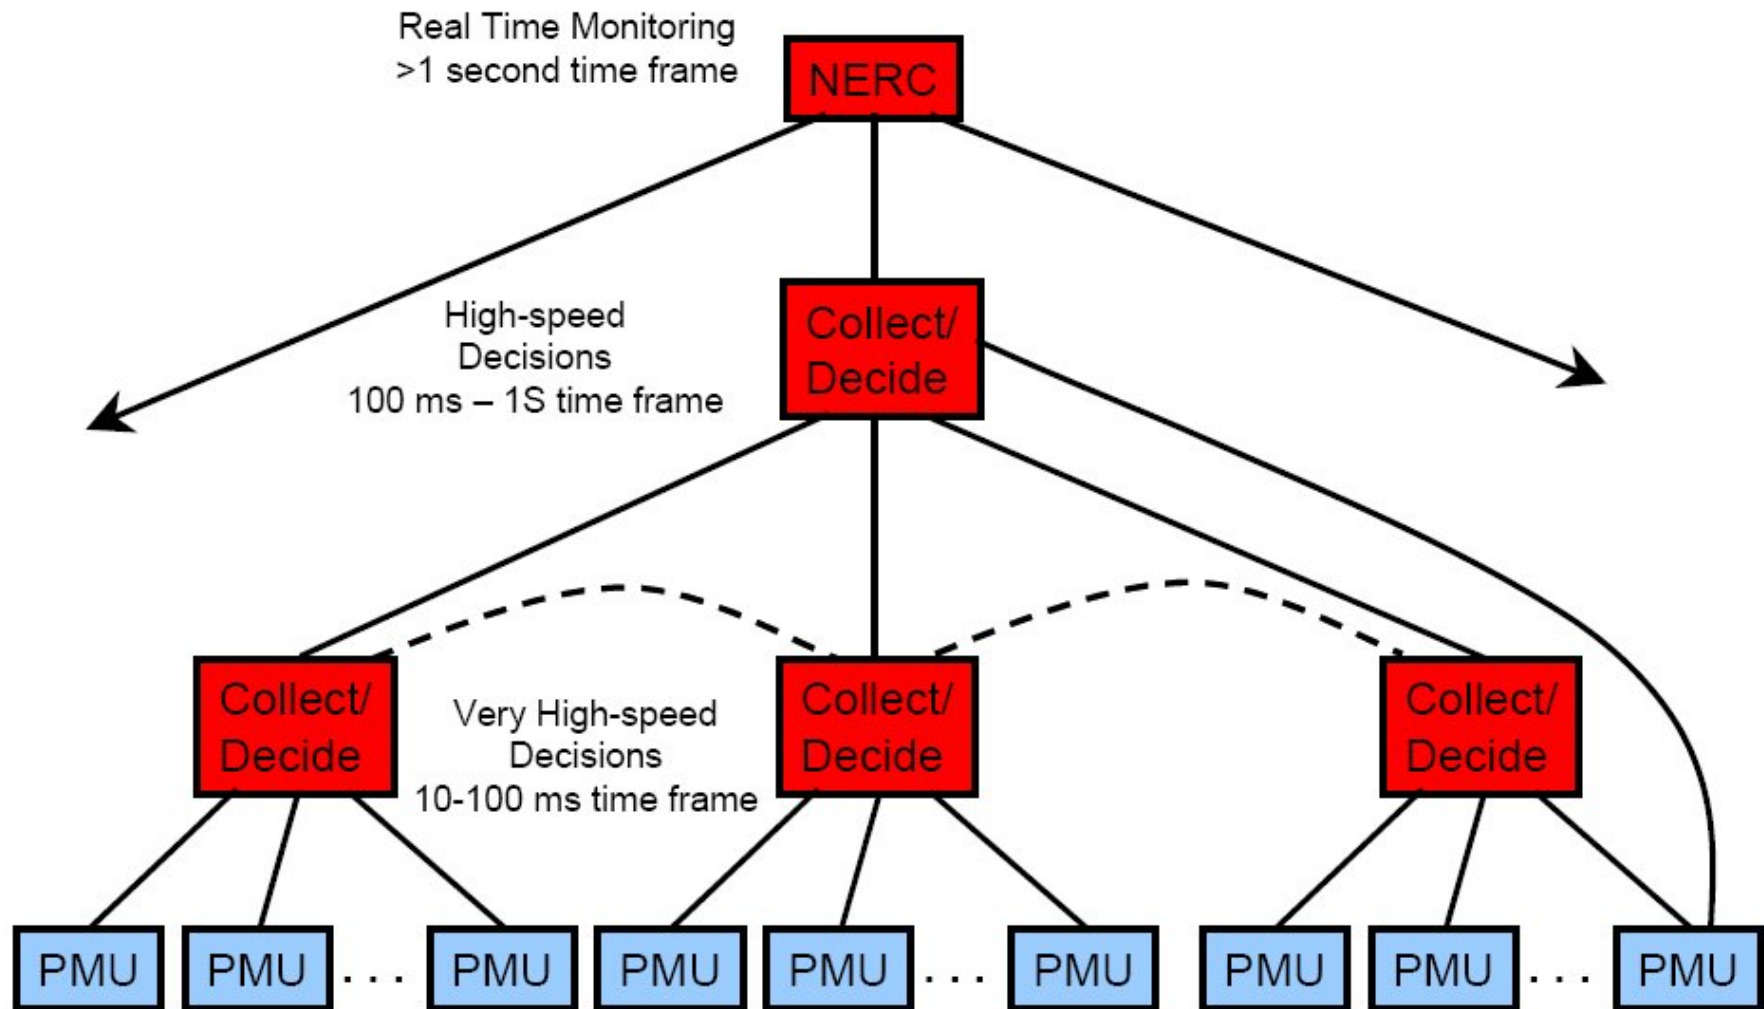 Real Time Monitoring
>1 second time frame
NERC
High-speed
Decisions
100 ms – 1S time frame
Collect/
Decide
Collect/
Decide
Very High-speed
Decisions
10-100 ms time frame
Collect/
Decide
Collect/
Decide
PMU
PMU
. . .
PMU
PMU
PMU
. . .
PMU
PMU
PMU
. . .
PMU